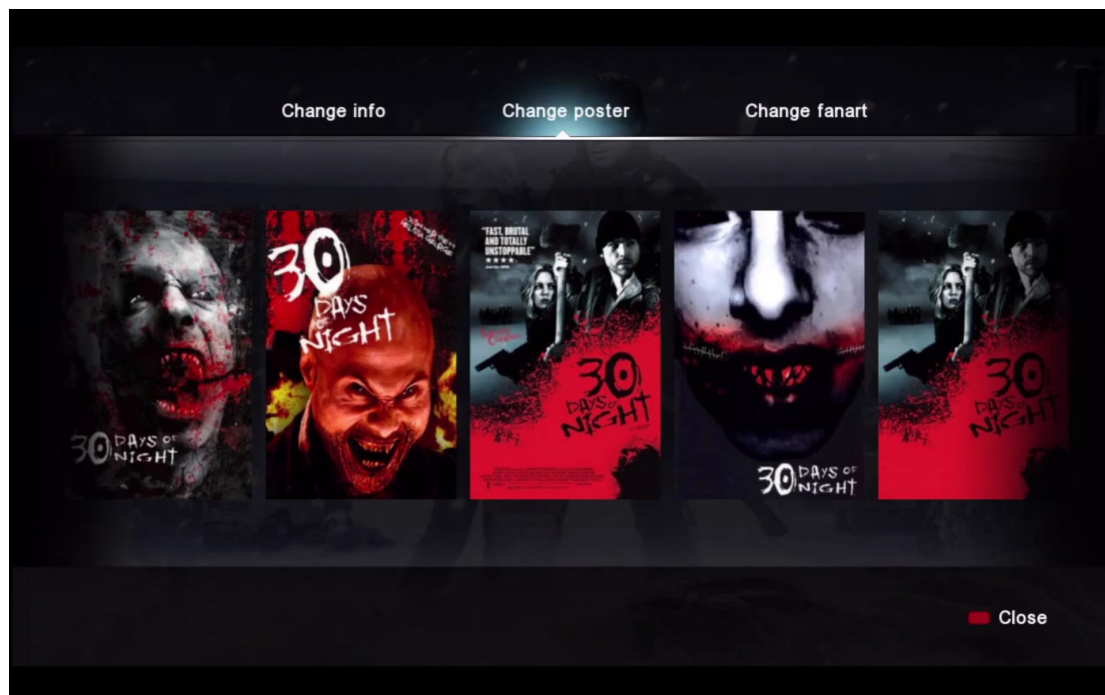 Change info
Change poster
Change fanart
30 DAYS OF
NIGHT
30
DAYS
OF
NIGHT
"FAST, BRUTAL
AND TOTALLY
UNSTOPPABLE"
★★★★
30
DAYS OF
NIGHT
30 DAYS OF
NIGHT
30
DAYS OF
NIGHT
Close